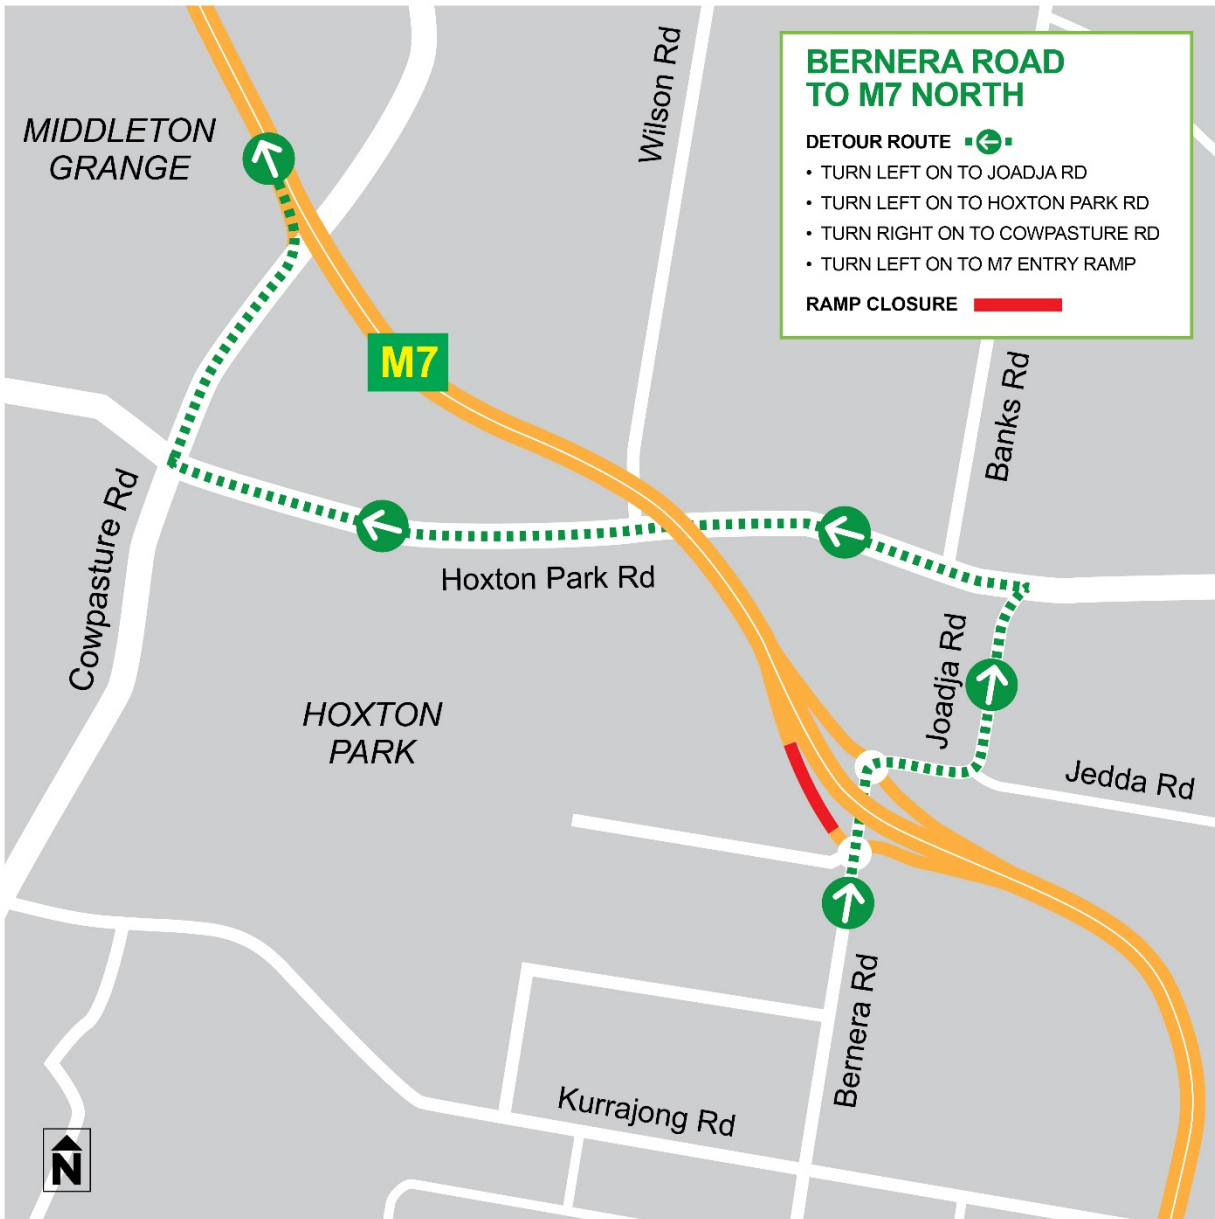 BERNERA ROAD
TO M7 NORTH
DETOUR ROUTE
• TURN LEFT ON TO JOADJA RD
• TURN LEFT ON TO HOXTON PARK RD
• TURN RIGHT ON TO COWPASTURE RD
• TURN LEFT ON TO M7 ENTRY RAMP
RAMP CLOSURE
MIDDLETON
GRANGE
Wilson Rd
M7
Banks Rd
Cowpasture Rd
Hoxton Park Rd
Joadja Rd
HOXTON
PARK
Jedda Rd
Bernera Rd
Kurrajong Rd
N